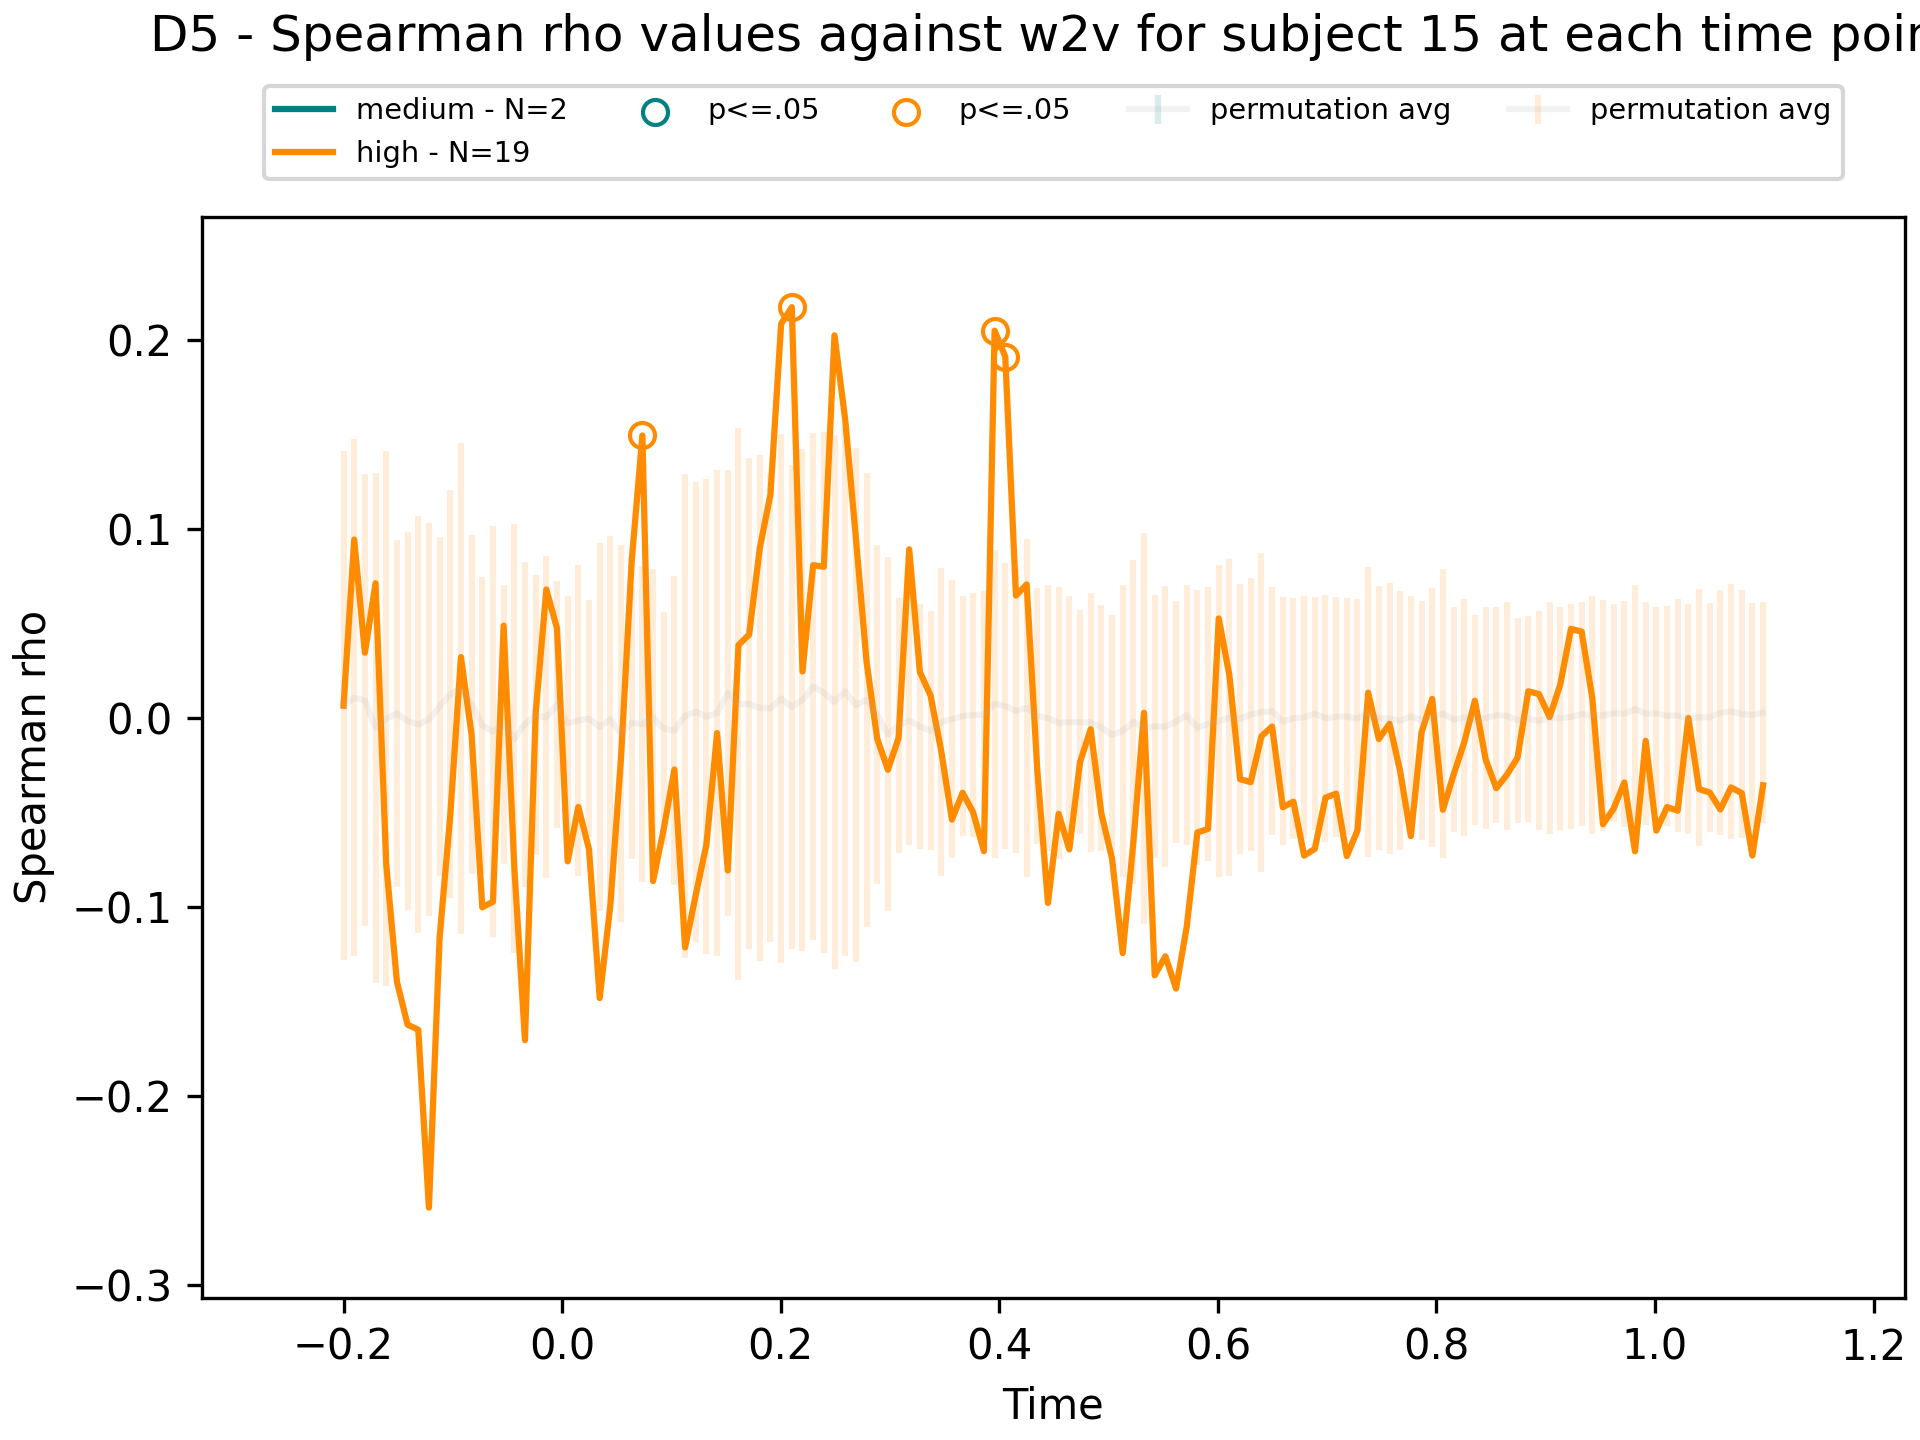 D5 - Spearman rho values against w2v for subject 15 at each time
medium - N=2 p<=.05 p<=.05 permutation avg permutation avg
high - N=19
Spearman rho
0.2
0.1
0.0
−0.1
−0.2
−0.3
−0.2 0.0 0.2 0.4 0.6 0.8 1.0 1.2
Time